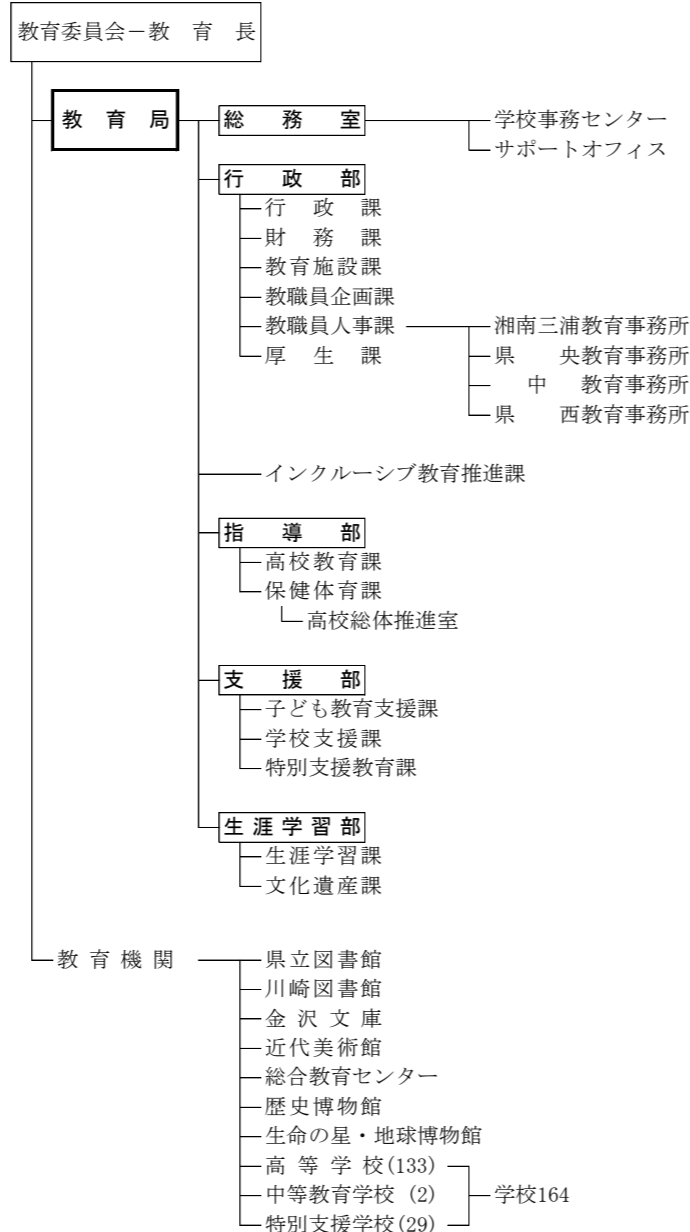 教育委員会－教　育　長
教　育　局
総　務　室
学校事務センター
サポートオフィス
行　政　部
行　政　課
財　務　課
教育施設課
教職員企画課
教職員人事課
湘南三浦教育事務所
厚　生　課
県　央教育事務所
中　教育事務所
県　西教育事務所
インクルーシブ教育推進課
指　導　部
高校教育課
保健体育課
高校総体推進室
支　援　部
子ども教育支援課
学校支援課
特別支援教育課
生涯学習部
生涯学習課
文化遺産課
教育機関
県立図書館
川崎図書館
金沢文庫
近代美術館
総合教育センター
歴史博物館
生命の星・地球博物館
高等学校(133)
中等教育学校 (2)
学校164
特別支援学校(29)